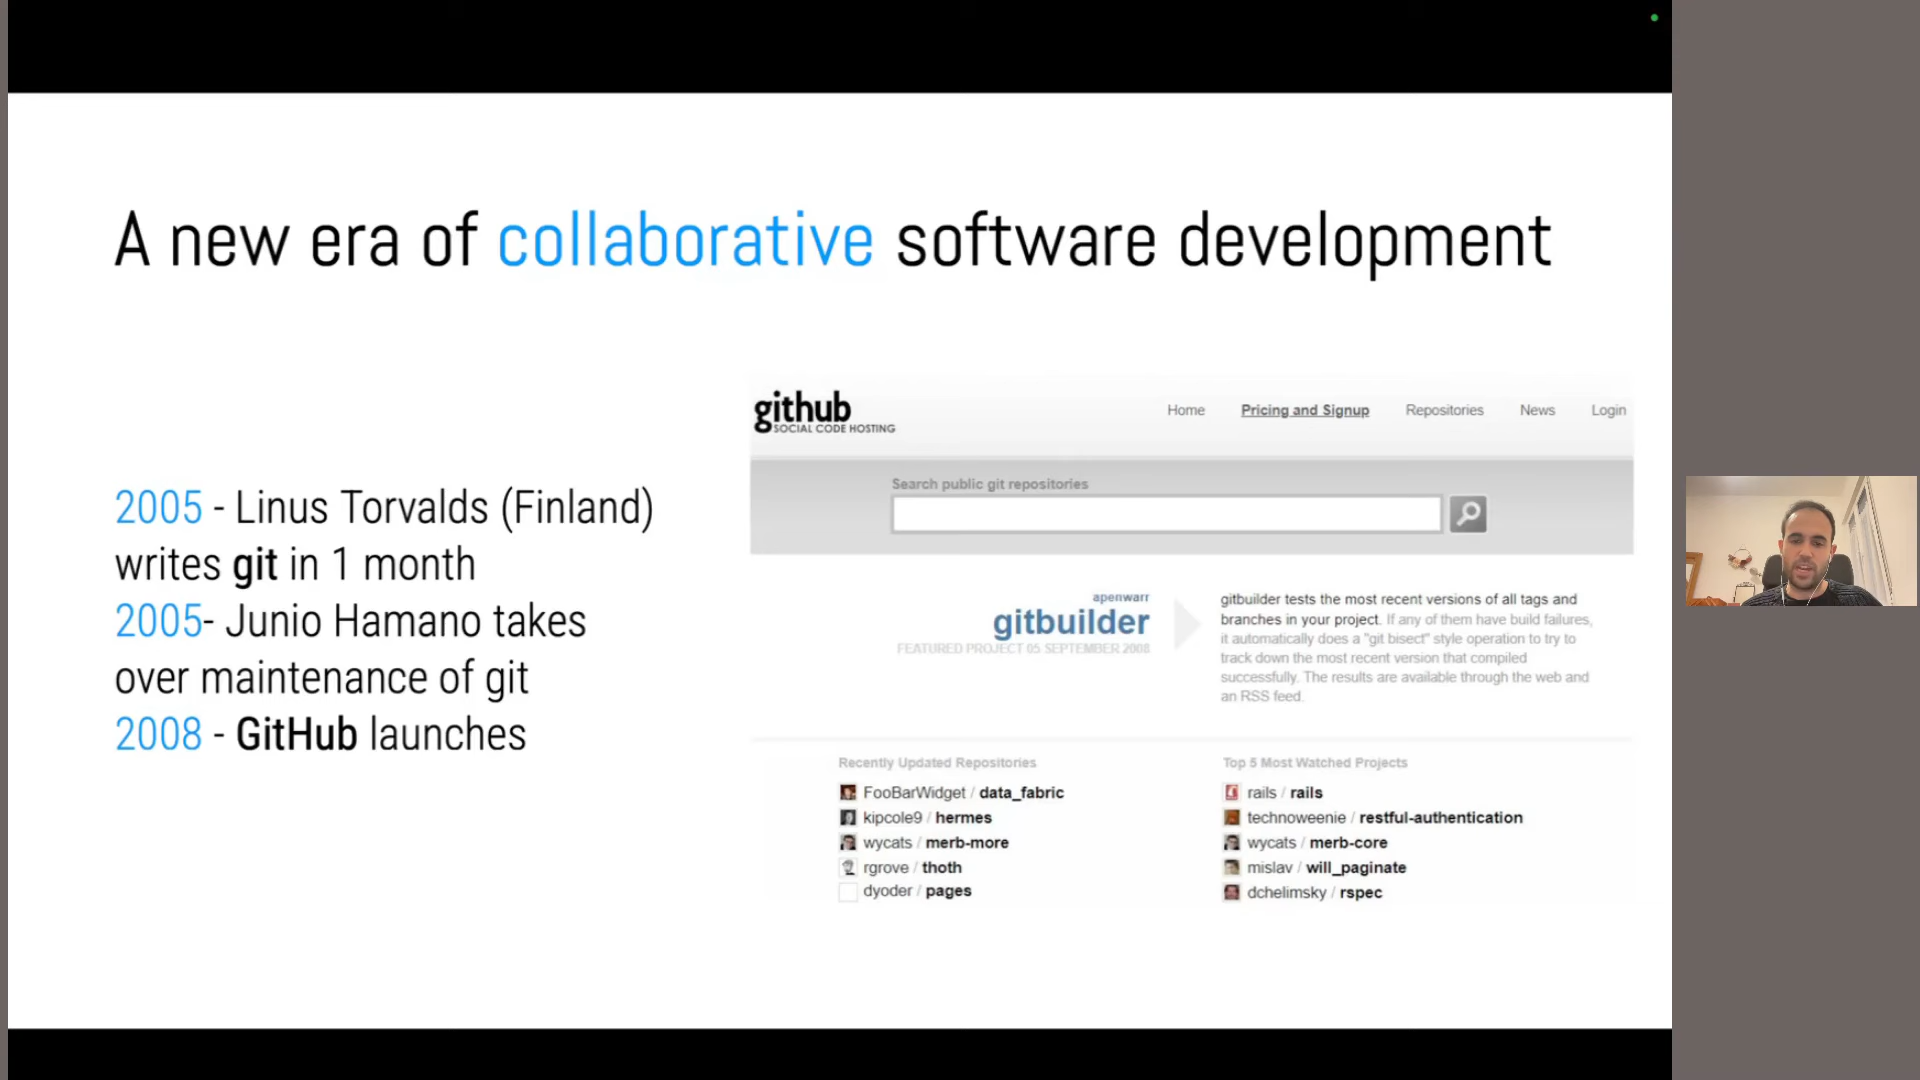 A new era of collaborative software development
2005 - Linus Torvalds (Finland)
writes git in 1 month
2005- Junio Hamano takes
over maintenance of git
2008 - GitHub launches
github
SOCIAL CODE HOSTING
Home Pricing and Signup Repositories News Login
Search public git repositories
apenwarr
gitbuilder
FEATURED PROJECT 05 SEPTEMBER 2008
gitbuilder tests the most recent versions of all tags and
branches in your project. If any of them have build failures,
it automatically does a "git bisect" style operation to try to
track down the most recent version that compiled
successfully. The results are available through the web and
an RSS feed.
Recently Updated Repositories
FooBarWidget / data_fabric
kipcole9 / hermes
wycats / merb-more
rgrove / thoth
dyoder / pages
Top 5 Most Watched Projects
rails / rails
technoweenie / restful-authentication
wycats / merb-core
mislav / will_paginate
dchelimsky / rspec